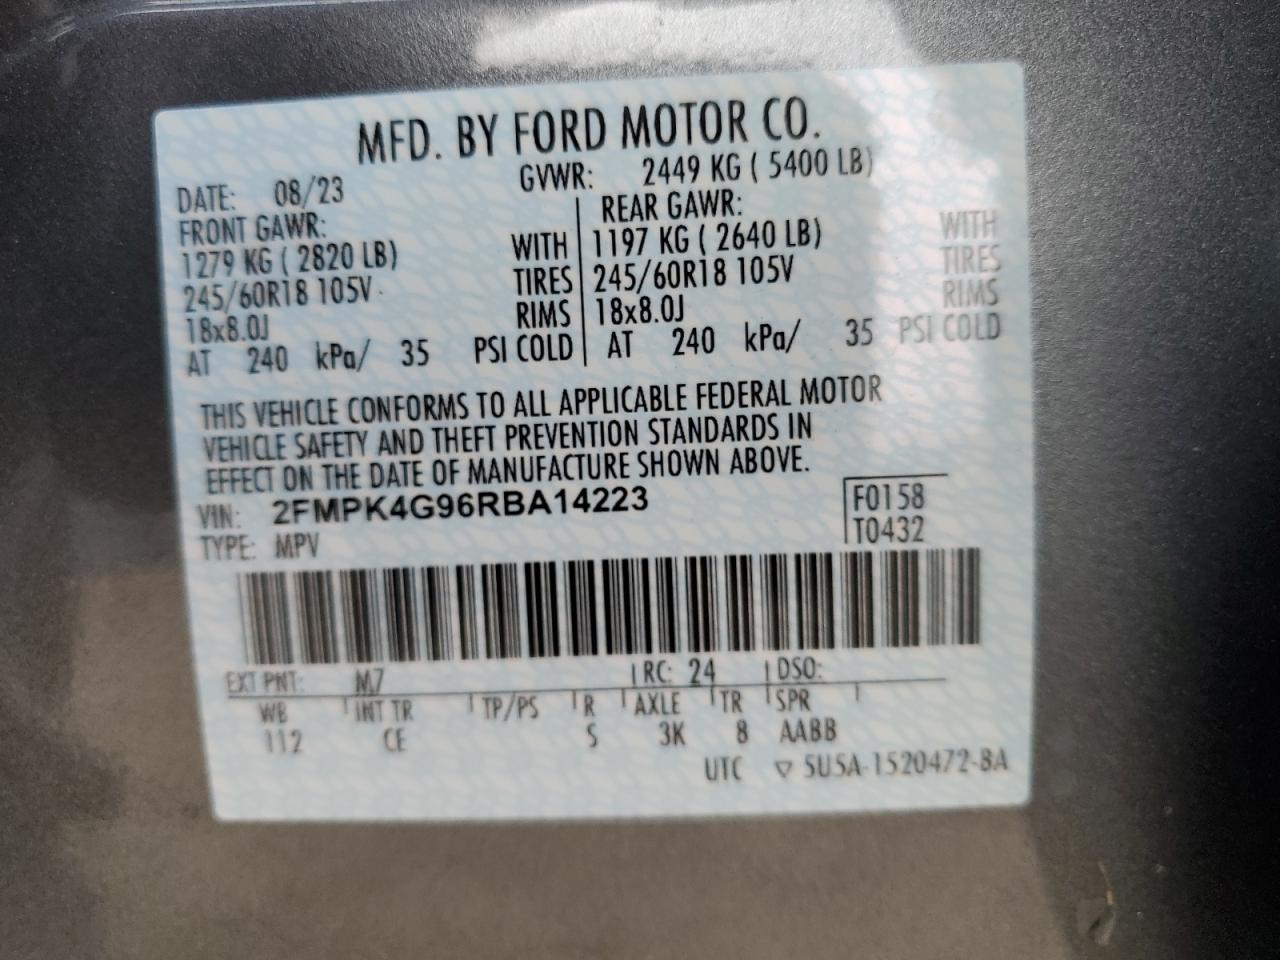 MFD. BY FORD MOTOR CO.
DATE: 08/23 GVWR: 2449 KG ( 5400 LB)
FRONT GAWR: REAR GAWR:
1279 KG ( 2820 LB) WITH 1197 KG ( 2640 LB) WITH
245/60R18 105V TIRES 245/60R18 105V TIRES
18x8.0J RIMS 18x8.0J RIMS
AT 240 kPa/ 35 PSI COLD AT 240 kPa/ 35 PSI COLD
THIS VEHICLE CONFORMS TO ALL APPLICABLE FEDERAL MOTOR
VEHICLE SAFETY AND THEFT PREVENTION STANDARDS IN
EFFECT ON THE DATE OF MANUFACTURE SHOWN ABOVE.
VIN: 2FMPK4G96RBA14223 F0158
TYPE: MPV T0432
EXT PNT: M7 RC: 24 DSO:
WB INT TR TP/PS R AXLE TR SPR
112 CE S 3K 8 AABB
UTC ▽ 5U5A-1520472-BA